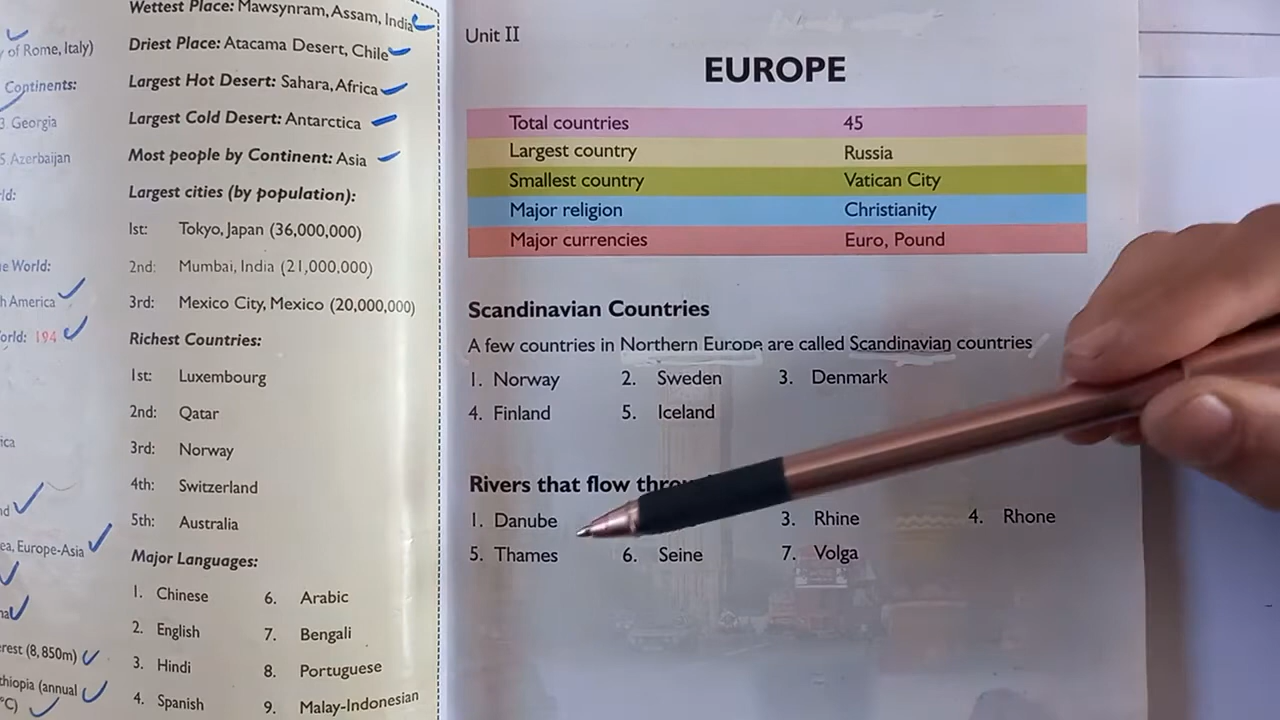 of Rome, Italy)
Continents:
3. Georgia
5. Azerbaijan
e World:
h America
194
ica
ea, Europe-Asia
(8,850m)
(annual
°C)
Wettest Place: Mawsynram, Assam, India
Driest Place: Atacama Desert, Chile
Largest Hot Desert: Sahara, Africa
Largest Cold Desert: Antarctica
Most people by Continent: Asia
Largest cities (by population):
1st: Tokyo, Japan (36,000,000)
2nd: Mumbai, India (21,000,000)
3rd: Mexico City, Mexico (20,000,000)
Richest Countries:
1st: Luxembourg
2nd: Qatar
3rd: Norway
4th: Switzerland
5th: Australia
Major Languages:
1. Chinese 6. Arabic
2. English 7. Bengali
3. Hindi 8. Portuguese
4. Spanish 9. Malay-Indonesian
Unit II
EUROPE
Total countries 45
Largest country Russia
Smallest country Vatican City
Major religion Christianity
Major currencies Euro, Pound
Scandinavian Countries
A few countries in Northern Europe are called Scandinavian countries
1. Norway 2. Sweden 3. Denmark
4. Finland 5. Iceland
Rivers that flow
1. Danube 3. Rhine 4. Rhone
5. Thames 6. Seine 7. Volga